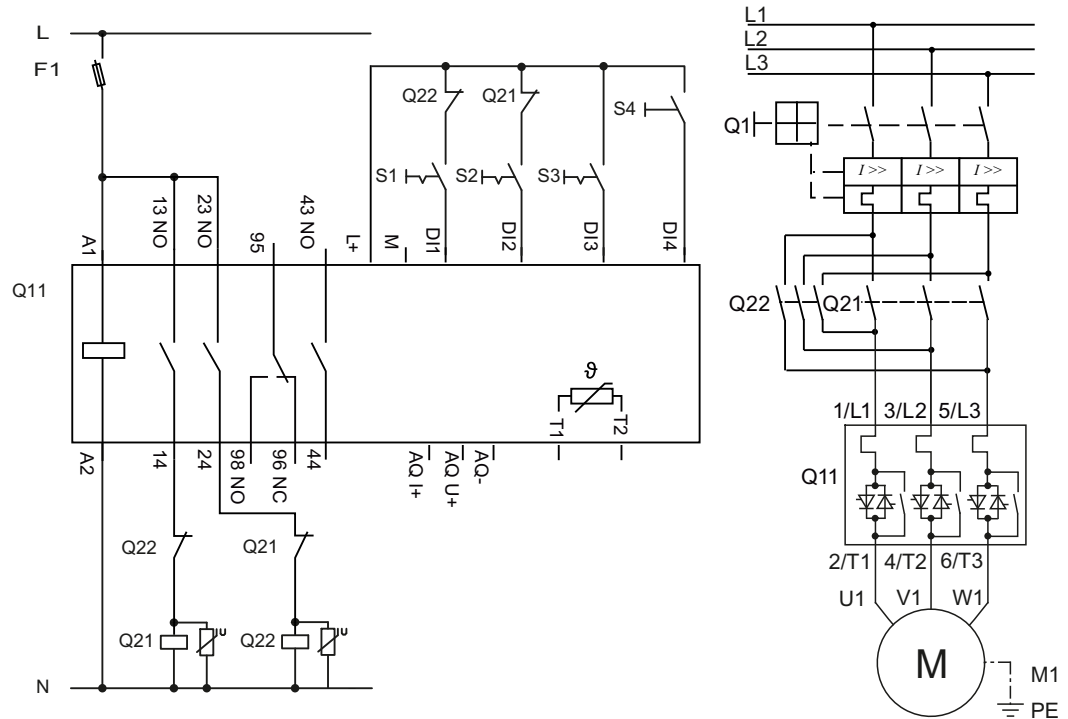 L
F1
Q22
Q21
S4
S1
S2
S3
13 NO
23 NO
43 NO
A1
95
L+
M
DI1
DI2
DI3
DI4
Q11
ϑ
T1
T2
A2
14
24
98 NO
96 NC
44
AQ I+
AQ U+
AQ-
Q22
Q21
Q21
U
Q22
U
N
L1
L2
L3
Q1
I >>
I >>
I >>
Q22
Q21
1/L1
3/L2
5/L3
Q11
2/T1
4/T2
6/T3
U1
V1
W1
M
M1
PE